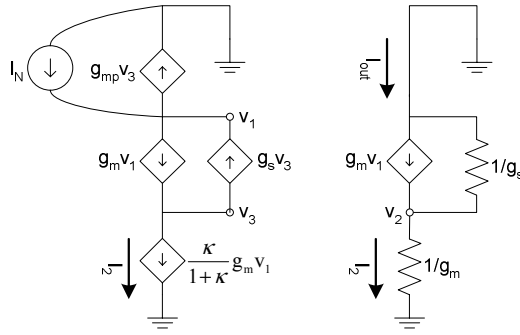 I_N
g_mp v_3
v_1
g_m v_1
g_s v_3
v_3
I_2
κ/(1+κ) g_m v_1
I_out
g_m v_1
1/g_s
v_2
I_2
1/g_m